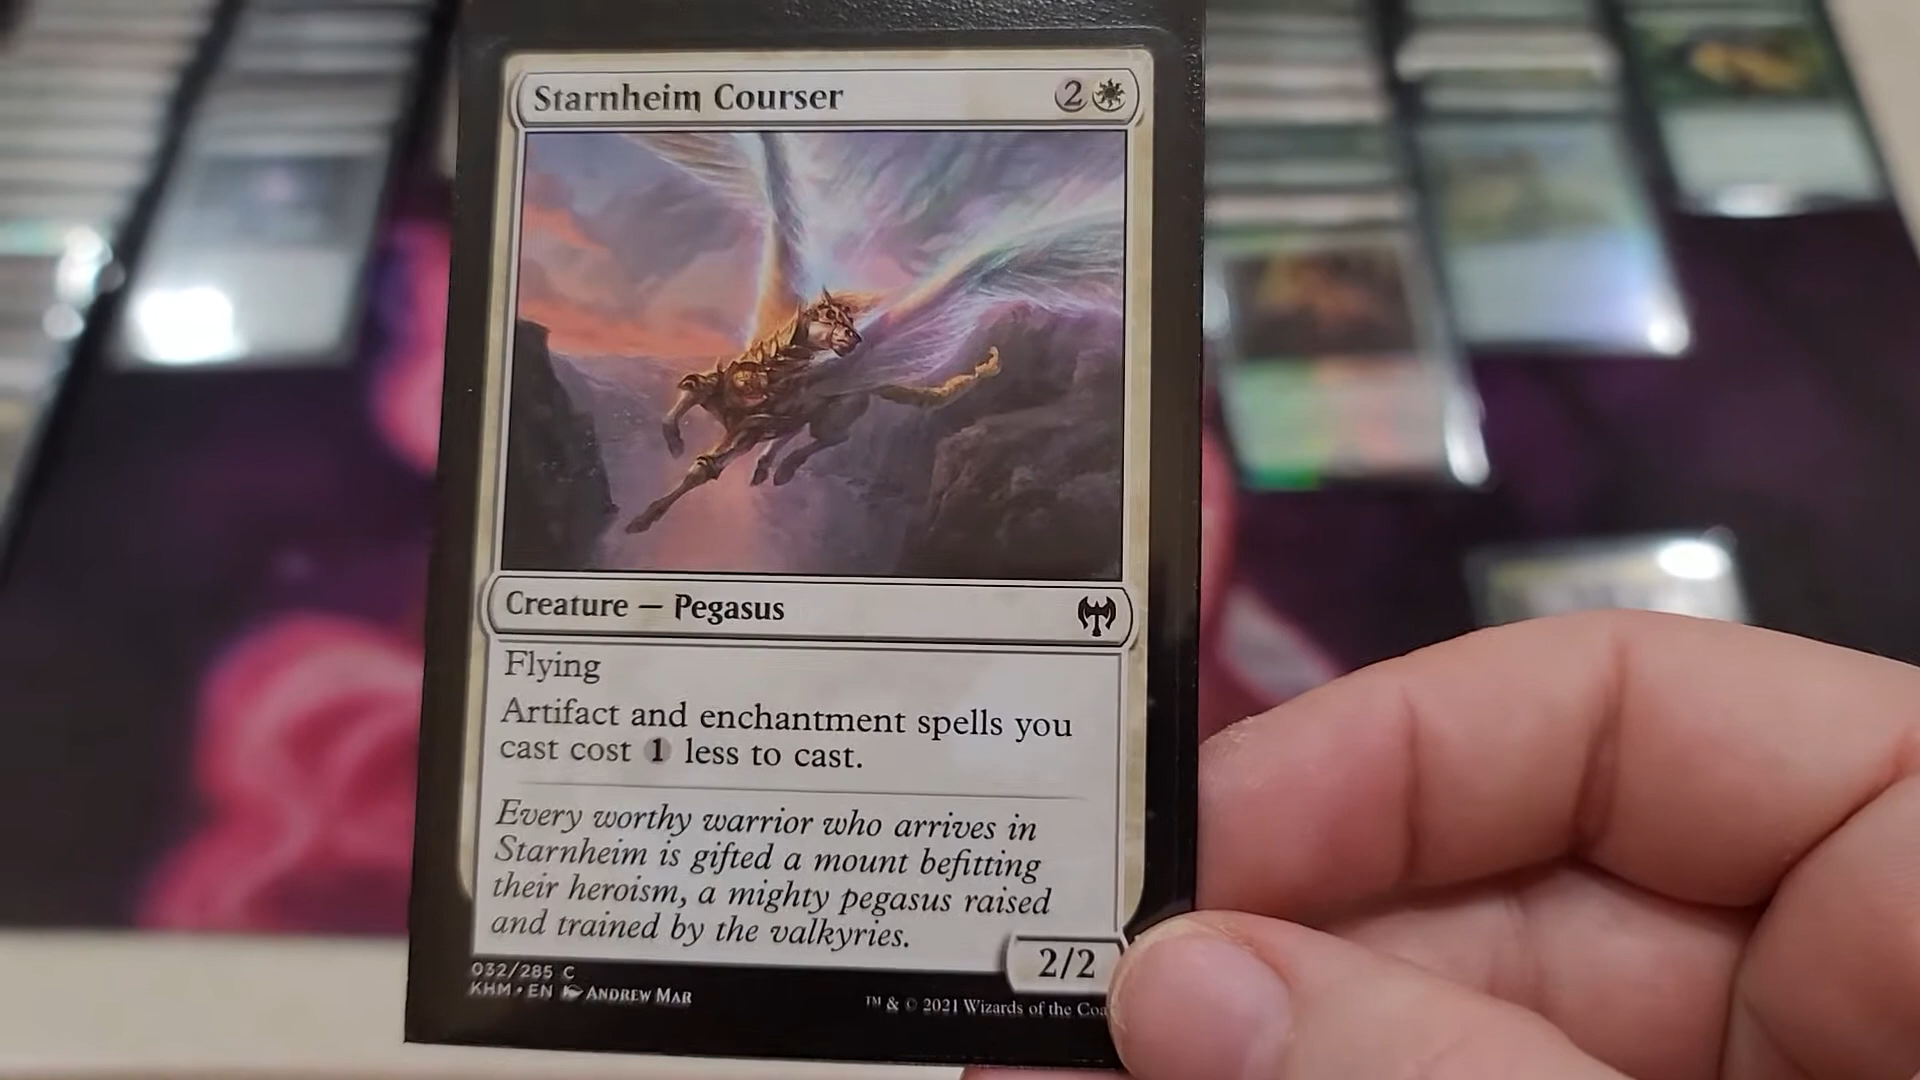 Starnheim Courser 2
Creature — Pegasus
Flying
Artifact and enchantment spells you
cast cost 1 less to cast.
Every worthy warrior who arrives in
Starnheim is gifted a mount befitting
their heroism, a mighty pegasus raised
and trained by the valkyries.
2/2
032/285 C
KHM • EN ANDREW MAR
™ & © 2021 Wizards of the Coa